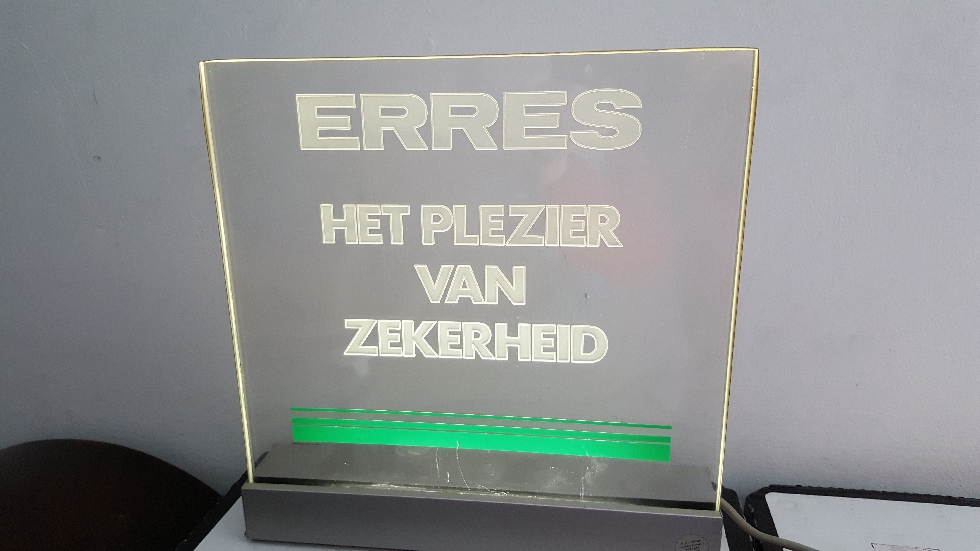 ERRES
HET PLEZIER
VAN
ZEKERHEID